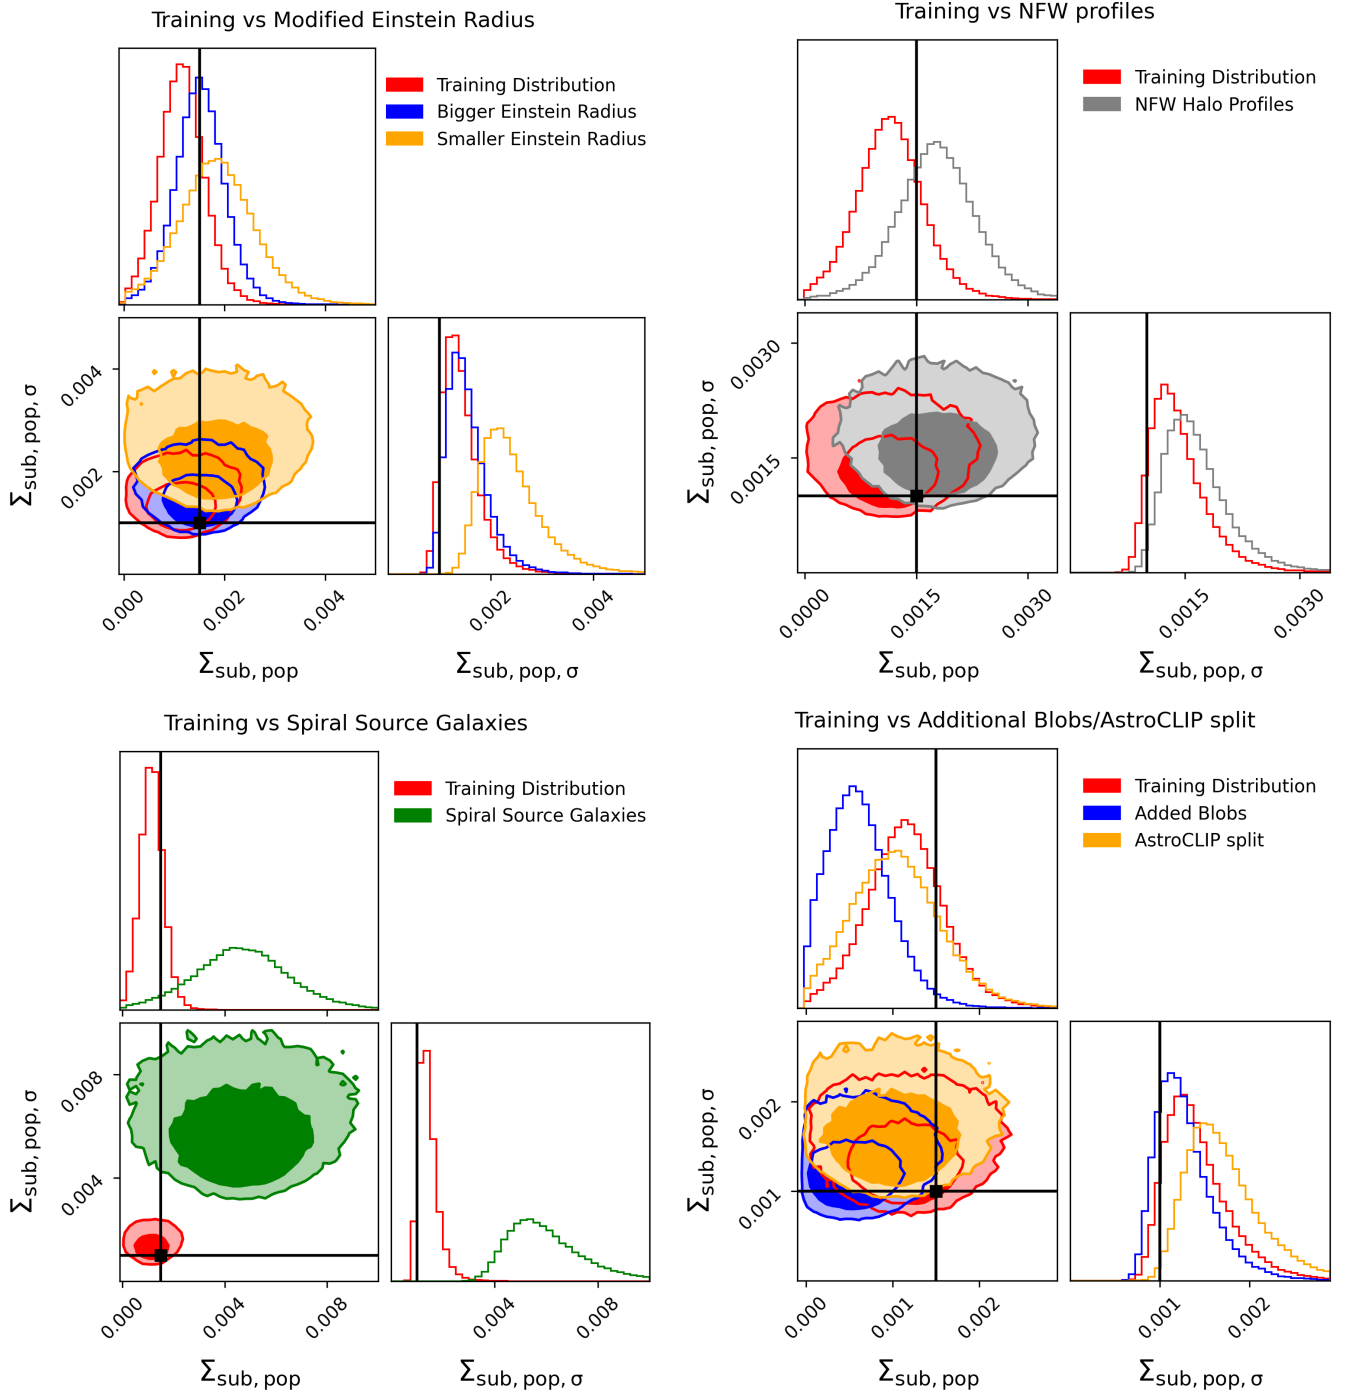 Training vs Modified Einstein Radius
Training Distribution
Bigger Einstein Radius
Smaller Einstein Radius
0.004
0.002
Σsub, pop, σ
0.000
0.002
0.004
Σsub, pop
0.002
0.004
Σsub, pop, σ
Training vs NFW profiles
Training Distribution
NFW Halo Profiles
0.0030
0.0015
Σsub, pop, σ
0.0000
0.0015
0.0030
Σsub, pop
0.0015
0.0030
Σsub, pop, σ
Training vs Spiral Source Galaxies
Training Distribution
Spiral Source Galaxies
0.008
0.004
Σsub, pop, σ
0.000
0.004
0.008
Σsub, pop
0.004
0.008
Σsub, pop, σ
Training vs Additional Blobs/AstroCLIP split
Training Distribution
Added Blobs
AstroCLIP split
0.002
0.001
Σsub, pop, σ
0.000
0.001
0.002
Σsub, pop
0.001
0.002
Σsub, pop, σ